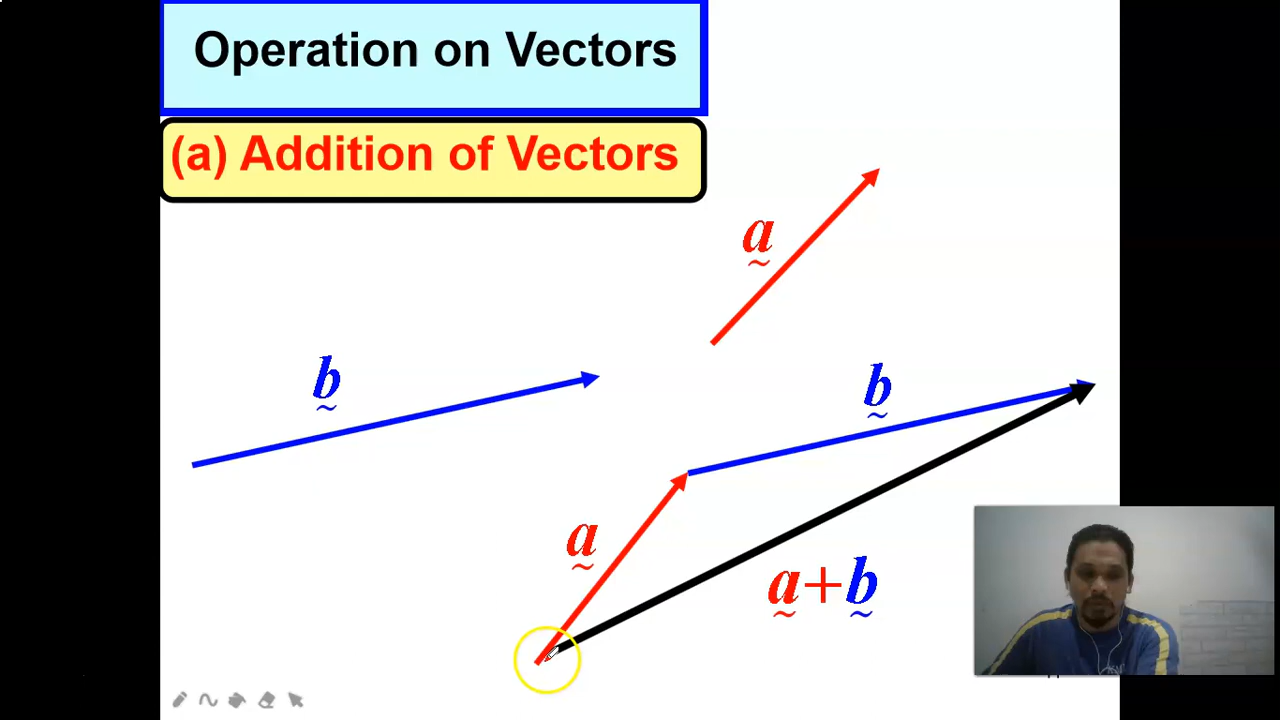 Operation on Vectors
(a) Addition of Vectors
a
b
b
a
a+b